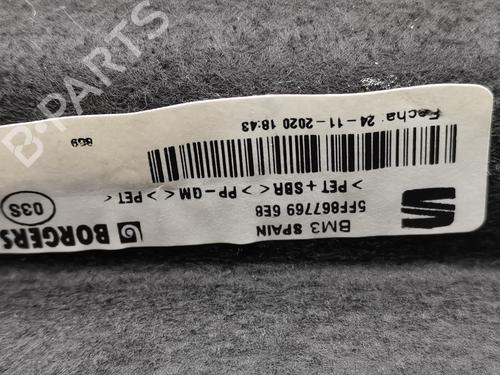 BM3 SPAIN
5FF867769 6E8
>PET+SBR< >PP-GM< >PET<
Fecha: 24-11-2020 18:43
869
BORGERS
03S
B-PARTS